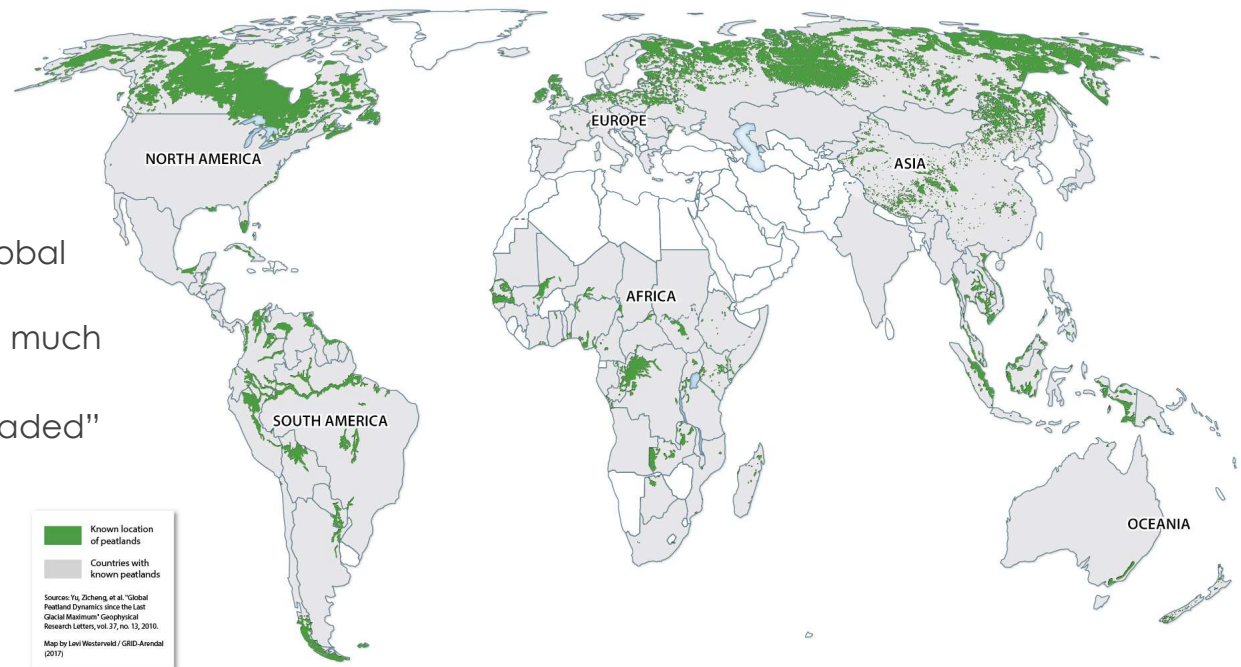 NORTH AMERICA
EUROPE
ASIA
obal
much
AFRICA
aded”
SOUTH AMERICA
OCEANIA
Known location
of peatlands
Countries with
known peatlands
Sources: Yu, Zicheng, et al. "Global
Peatland Dynamics since the Last
Glacial Maximum" Geophysical
Research Letters, vol. 37, no. 13, 2010.
Map by Levi Westerveld / GRID-Arendal
(2017)